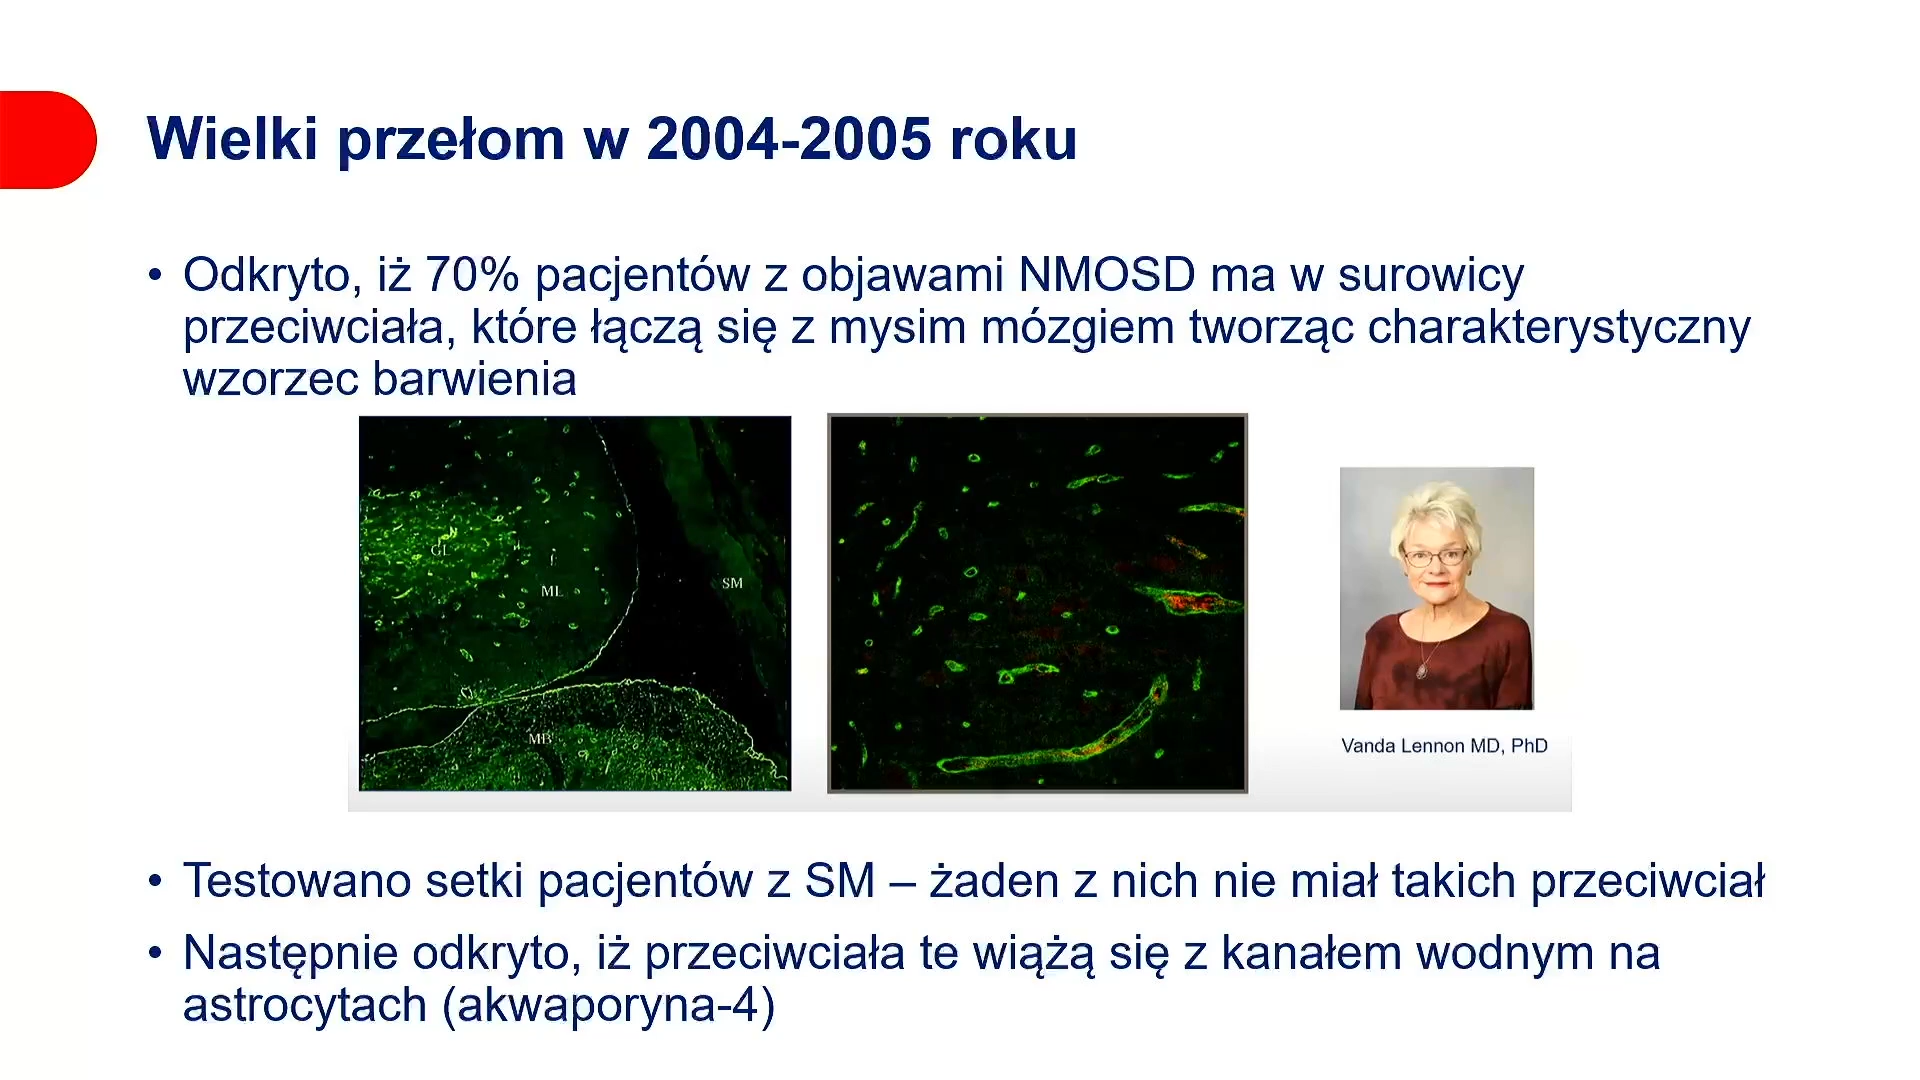 Wielki przełom w 2004-2005 roku
• Odkryto, iż 70% pacjentów z objawami NMOSD ma w surowicy
przeciwciała, które łączą się z mysim mózgiem tworząc charakterystyczny
wzorzec barwienia
GL
ML
SM
MB
Vanda Lennon MD, PhD
• Testowano setki pacjentów z SM – żaden z nich nie miał takich przeciwciał
• Następnie odkryto, iż przeciwciała te wiążą się z kanałem wodnym na
astrocytach (akwaporyna-4)